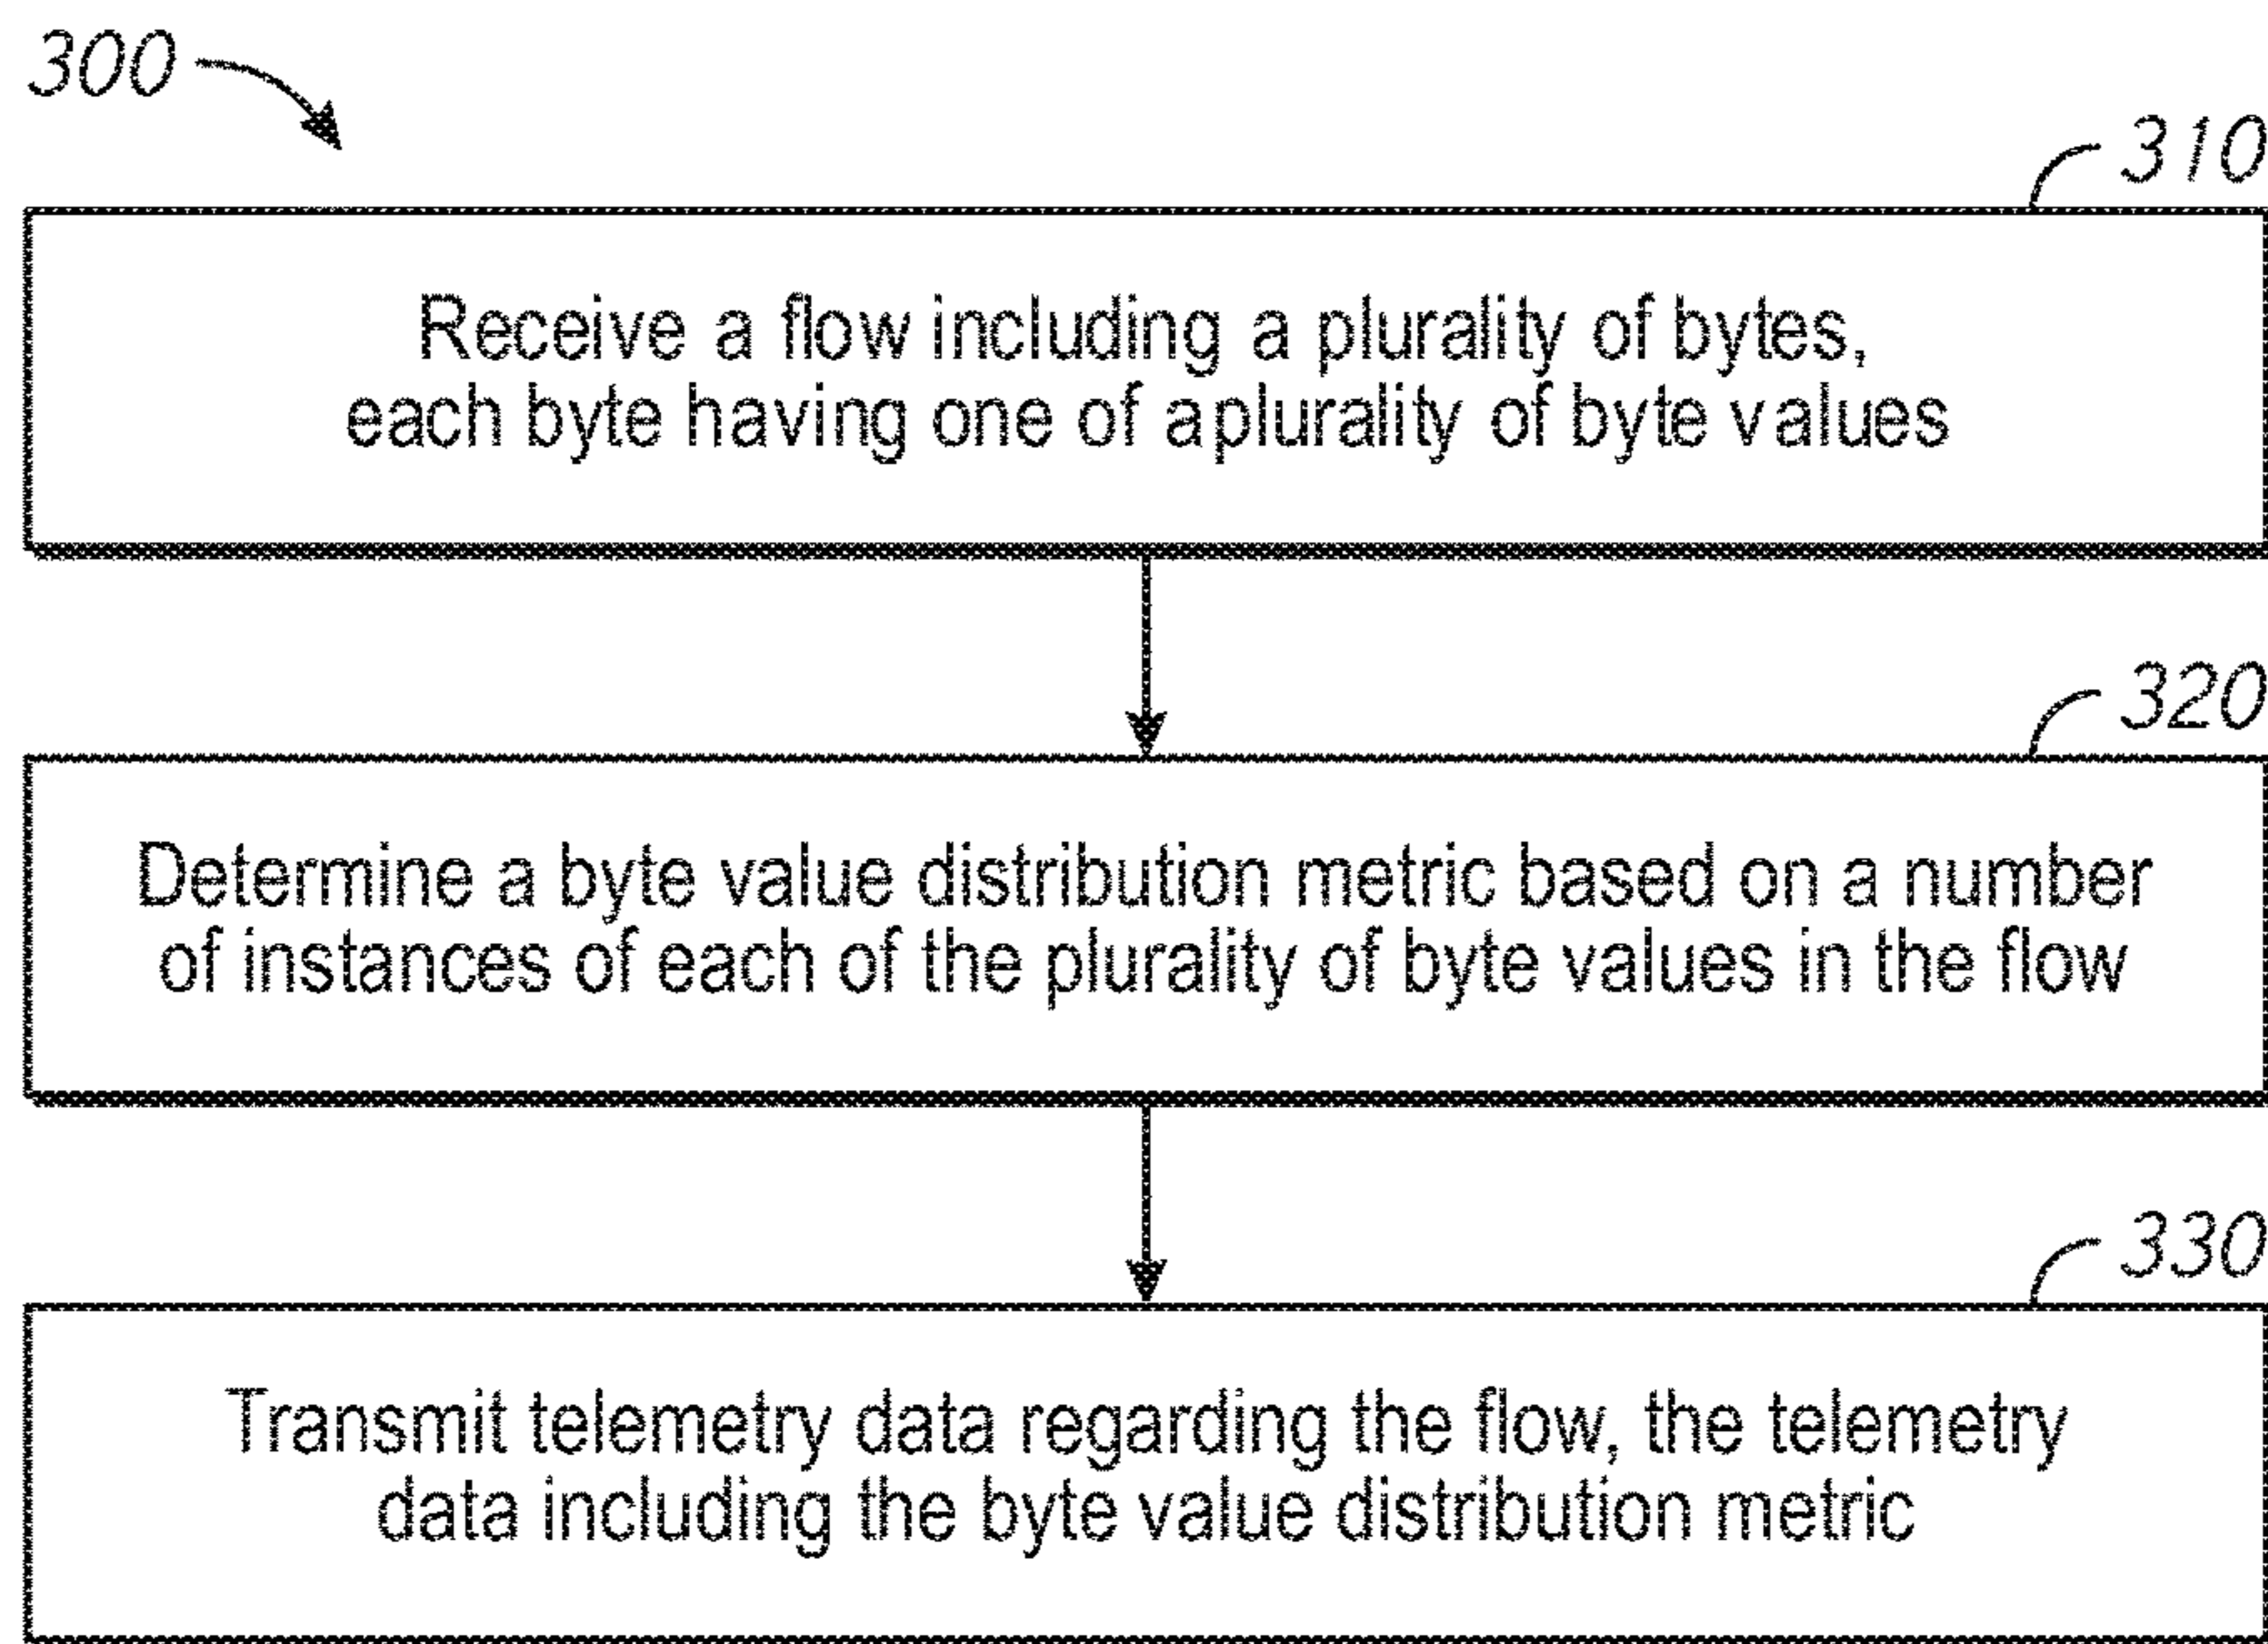 300
310
Receive a flow including a plurality of bytes,
each byte having one of aplurality of byte values
320
Determine a byte value distribution metric based on a number
of instances of each of the plurality of byte values in the flow
330
Transmit telemetry data regarding the flow, the telemetry
data including the byte value distribution metric